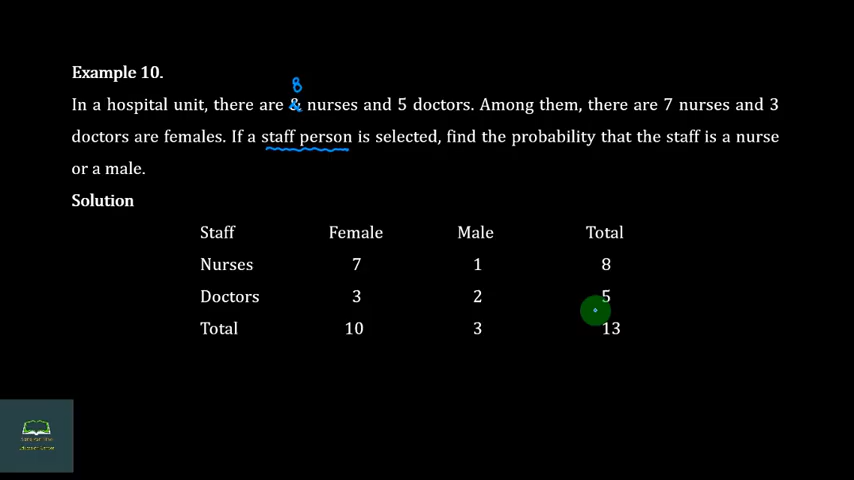 Example 10.
8
In a hospital unit, there are & nurses and 5 doctors. Among them, there are 7 nurses and 3
doctors are females. If a staff person is selected, find the probability that the staff is a nurse
or a male.
Solution
Staff Female Male Total
Nurses 7 1 8
Doctors 3 2 5
Total 10 3 13